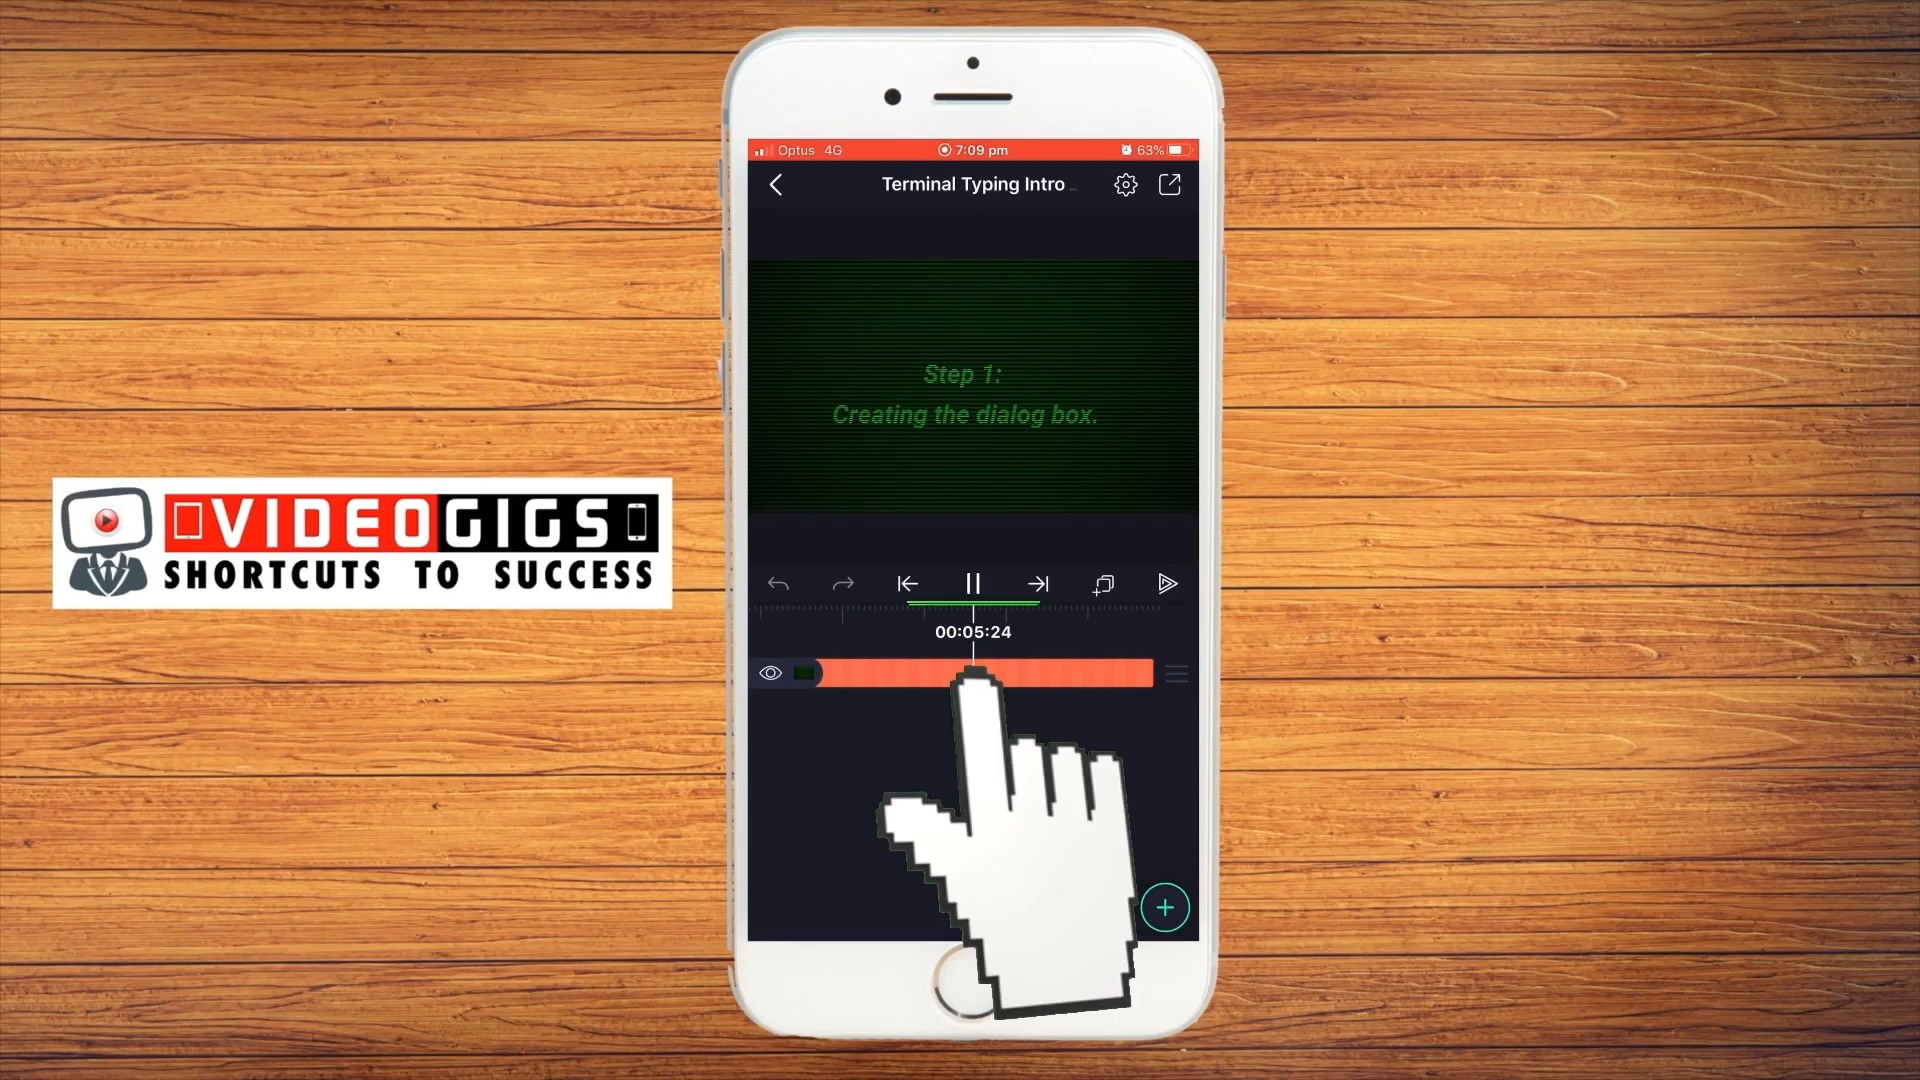 Optus 4G 7:09 pm 63%
Terminal Typing Intro
Step 1:
Creating the dialog box.
00:05:24
VIDEOGIGS
SHORTCUTS TO SUCCESS